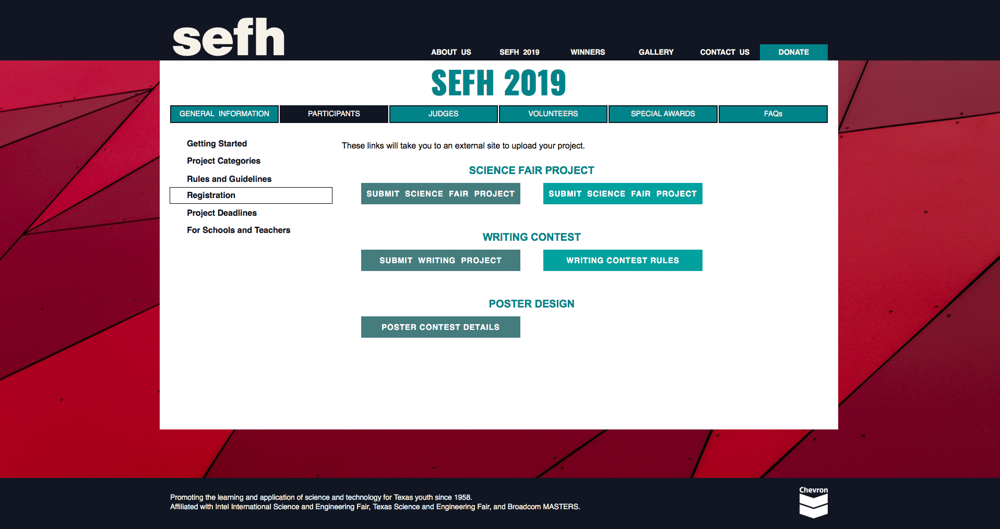 sefh
ABOUT US
SEFH 2019
WINNERS
GALLERY
CONTACT US
DONATE
SEFH 2019
GENERAL INFORMATION
PARTICIPANTS
JUDGES
VOLUNTEERS
SPECIAL AWARDS
FAQs
Getting Started
Project Categories
Rules and Guidelines
Registration
Project Deadlines
For Schools and Teachers
These links will take you to an external site to upload your project.
SCIENCE FAIR PROJECT
SUBMIT SCIENCE FAIR PROJECT
SUBMIT SCIENCE FAIR PROJECT
WRITING CONTEST
SUBMIT WRITING PROJECT
WRITING CONTEST RULES
POSTER DESIGN
POSTER CONTEST DETAILS
Promoting the learning and application of science and technology for Texas youth since 1958.
Affiliated with Intel International Science and Engineering Fair, Texas Science and Engineering Fair, and Broadcom MASTERS.
Chevron